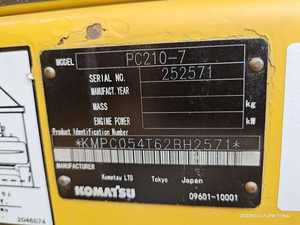 MODEL PC210-7
SERIAL NO. 252571
MANUFACT. YEAR
MASS kg
ENGINE POWER kW
Product Identification Number
*KMPC054T62BH2571*
MANUFACTURER
Komatsu LTD Tokyo Japan
KOMATSU 09601-10001